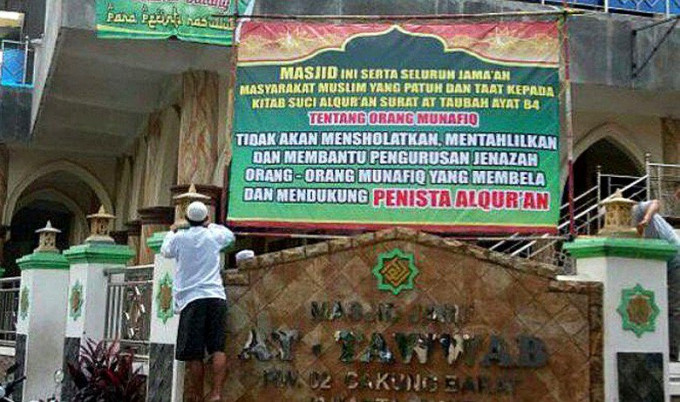 MASJID INI SERTA SELURUH JAMA'AH
MASYARAKAT MUSLIM YANG PATUH DAN TAAT KEPADA
KITAB SUCI ALQUR'AN SURAT AT TAUBAH AYAT 84
TENTANG ORANG MUNAFIQ
TIDAK AKAN MENSHOLATKAN, MENTAHLILKAN
DAN MEMBANTU PENGURUSAN JENAZAH
ORANG - ORANG MUNAFIQ YANG MEMBELA
DAN MENDUKUNG PENISTA ALQUR'AN
MASJID JAMI'
AT - TAWWAB
RW. 02 CAKUNG BARAT